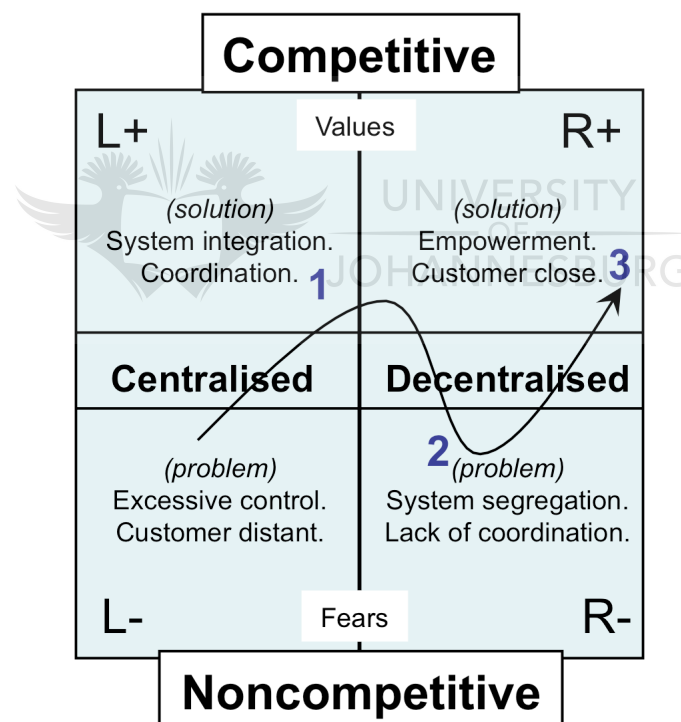 Competitive
L+
Values
R+
UNIVERSITY
OF
JOHANNESBURG
(solution)
System integration.
Coordination.
1
(solution)
Empowerment.
Customer close.
3
Centralised
Decentralised
(problem)
Excessive control.
Customer distant.
2
(problem)
System segregation.
Lack of coordination.
L-
Fears
R-
Noncompetitive